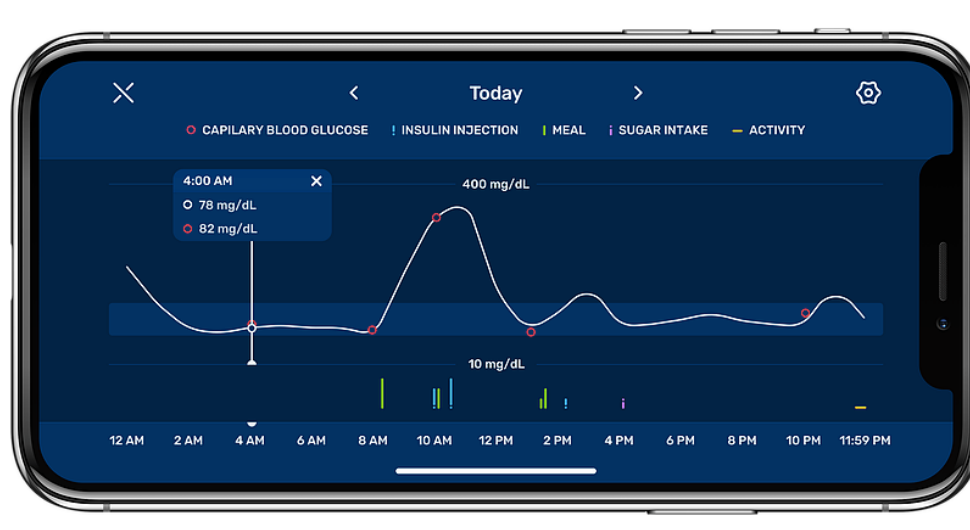 Today
CAPILARY BLOOD GLUCOSE INSULIN INJECTION MEAL SUGAR INTAKE ACTIVITY
4:00 AM
78 mg/dL
82 mg/dL
400 mg/dL
10 mg/dL
12 AM 2 AM 4 AM 6 AM 8 AM 10 AM 12 PM 2 PM 4 PM 6 PM 8 PM 10 PM 11:59 PM